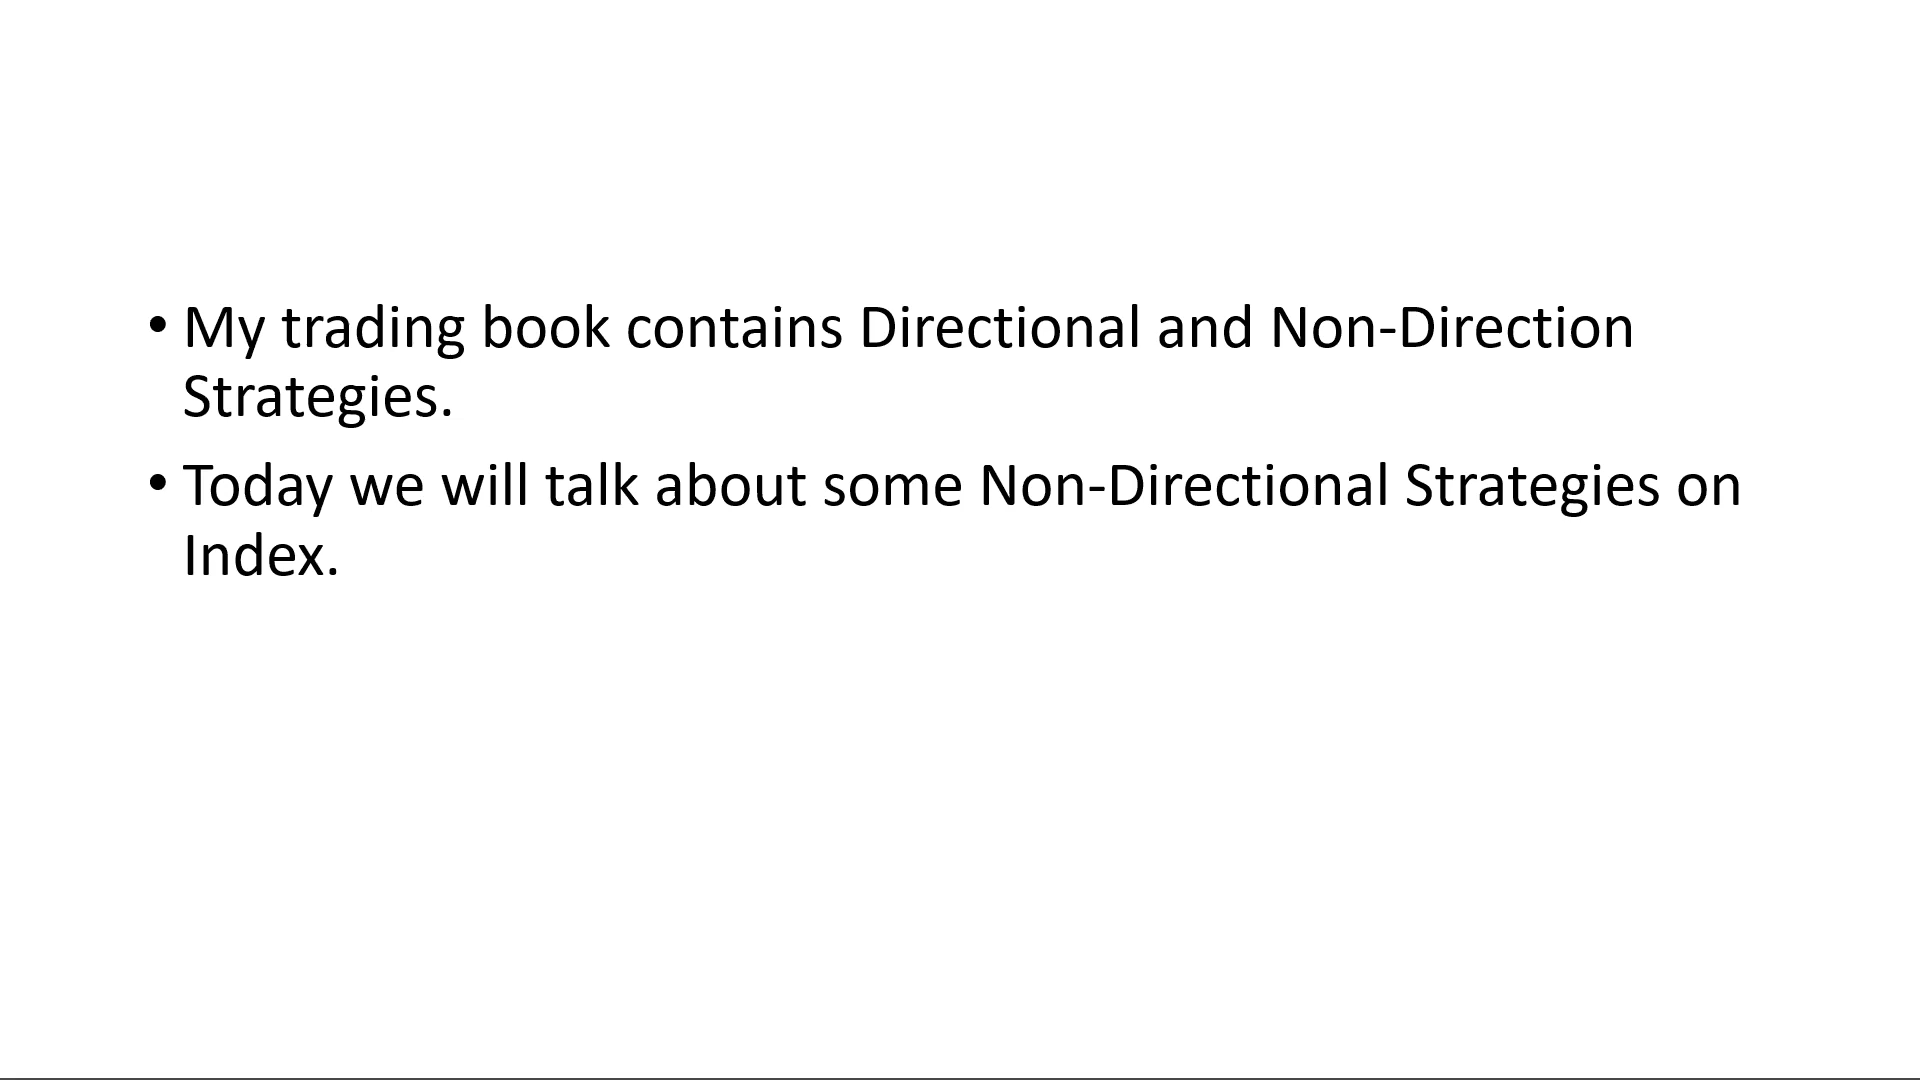 • My trading book contains Directional and Non-Direction
Strategies.
• Today we will talk about some Non-Directional Strategies on
Index.